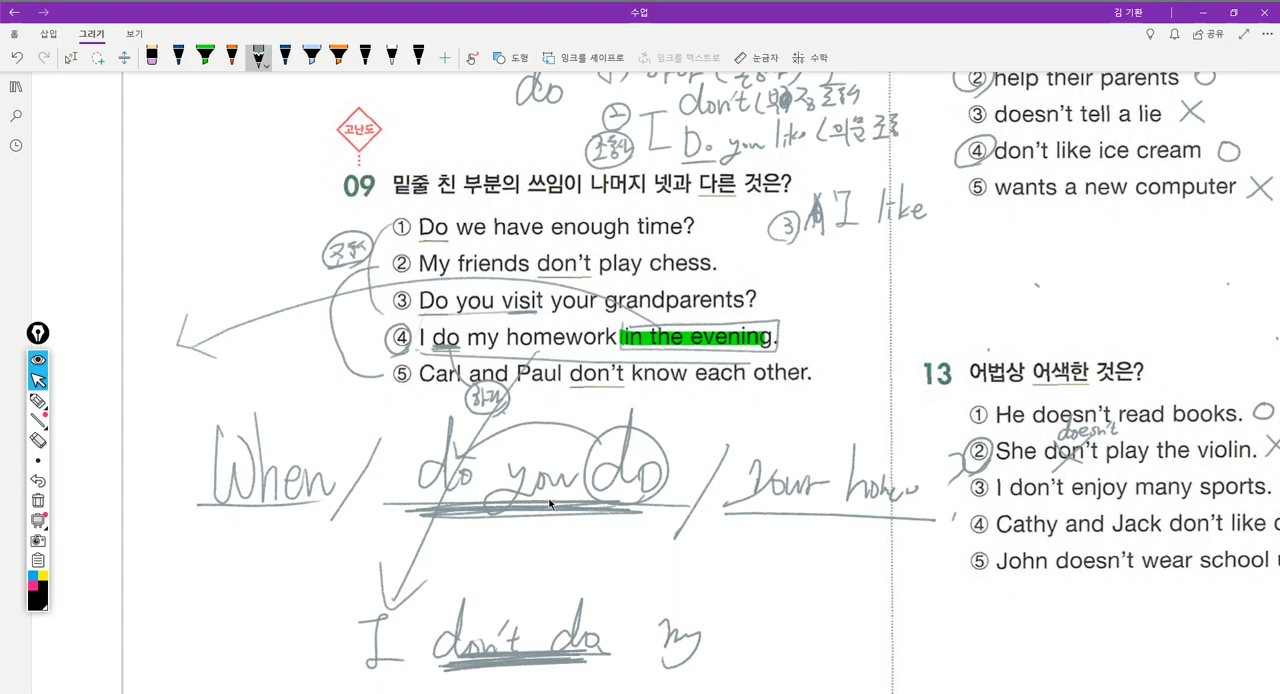 수업
김 기환
홈 삽입 그리기 보기
공유
도형
잉크를 셰이프로
잉크를 텍스트로
눈금자
수학
do
don't
조동사
Do you like (의문
③ I like
고난도
09 밑줄 친 부분의 쓰임이 나머지 넷과 다른 것은?
① Do we have enough time?
② My friends don't play chess.
③ Do you visit your grandparents?
④ I do my homework in the evening.
⑤ Carl and Paul don't know each other.
하다
When / do you do / your home
I don't do my
② help their parents O
③ doesn't tell a lie X
④ don't like ice cream O
⑤ wants a new computer X
13 어법상 어색한 것은?
① He doesn't read books. O
doesn't
② She don't play the violin. X
③ I don't enjoy many sports.
④ Cathy and Jack don't like
⑤ John doesn't wear school